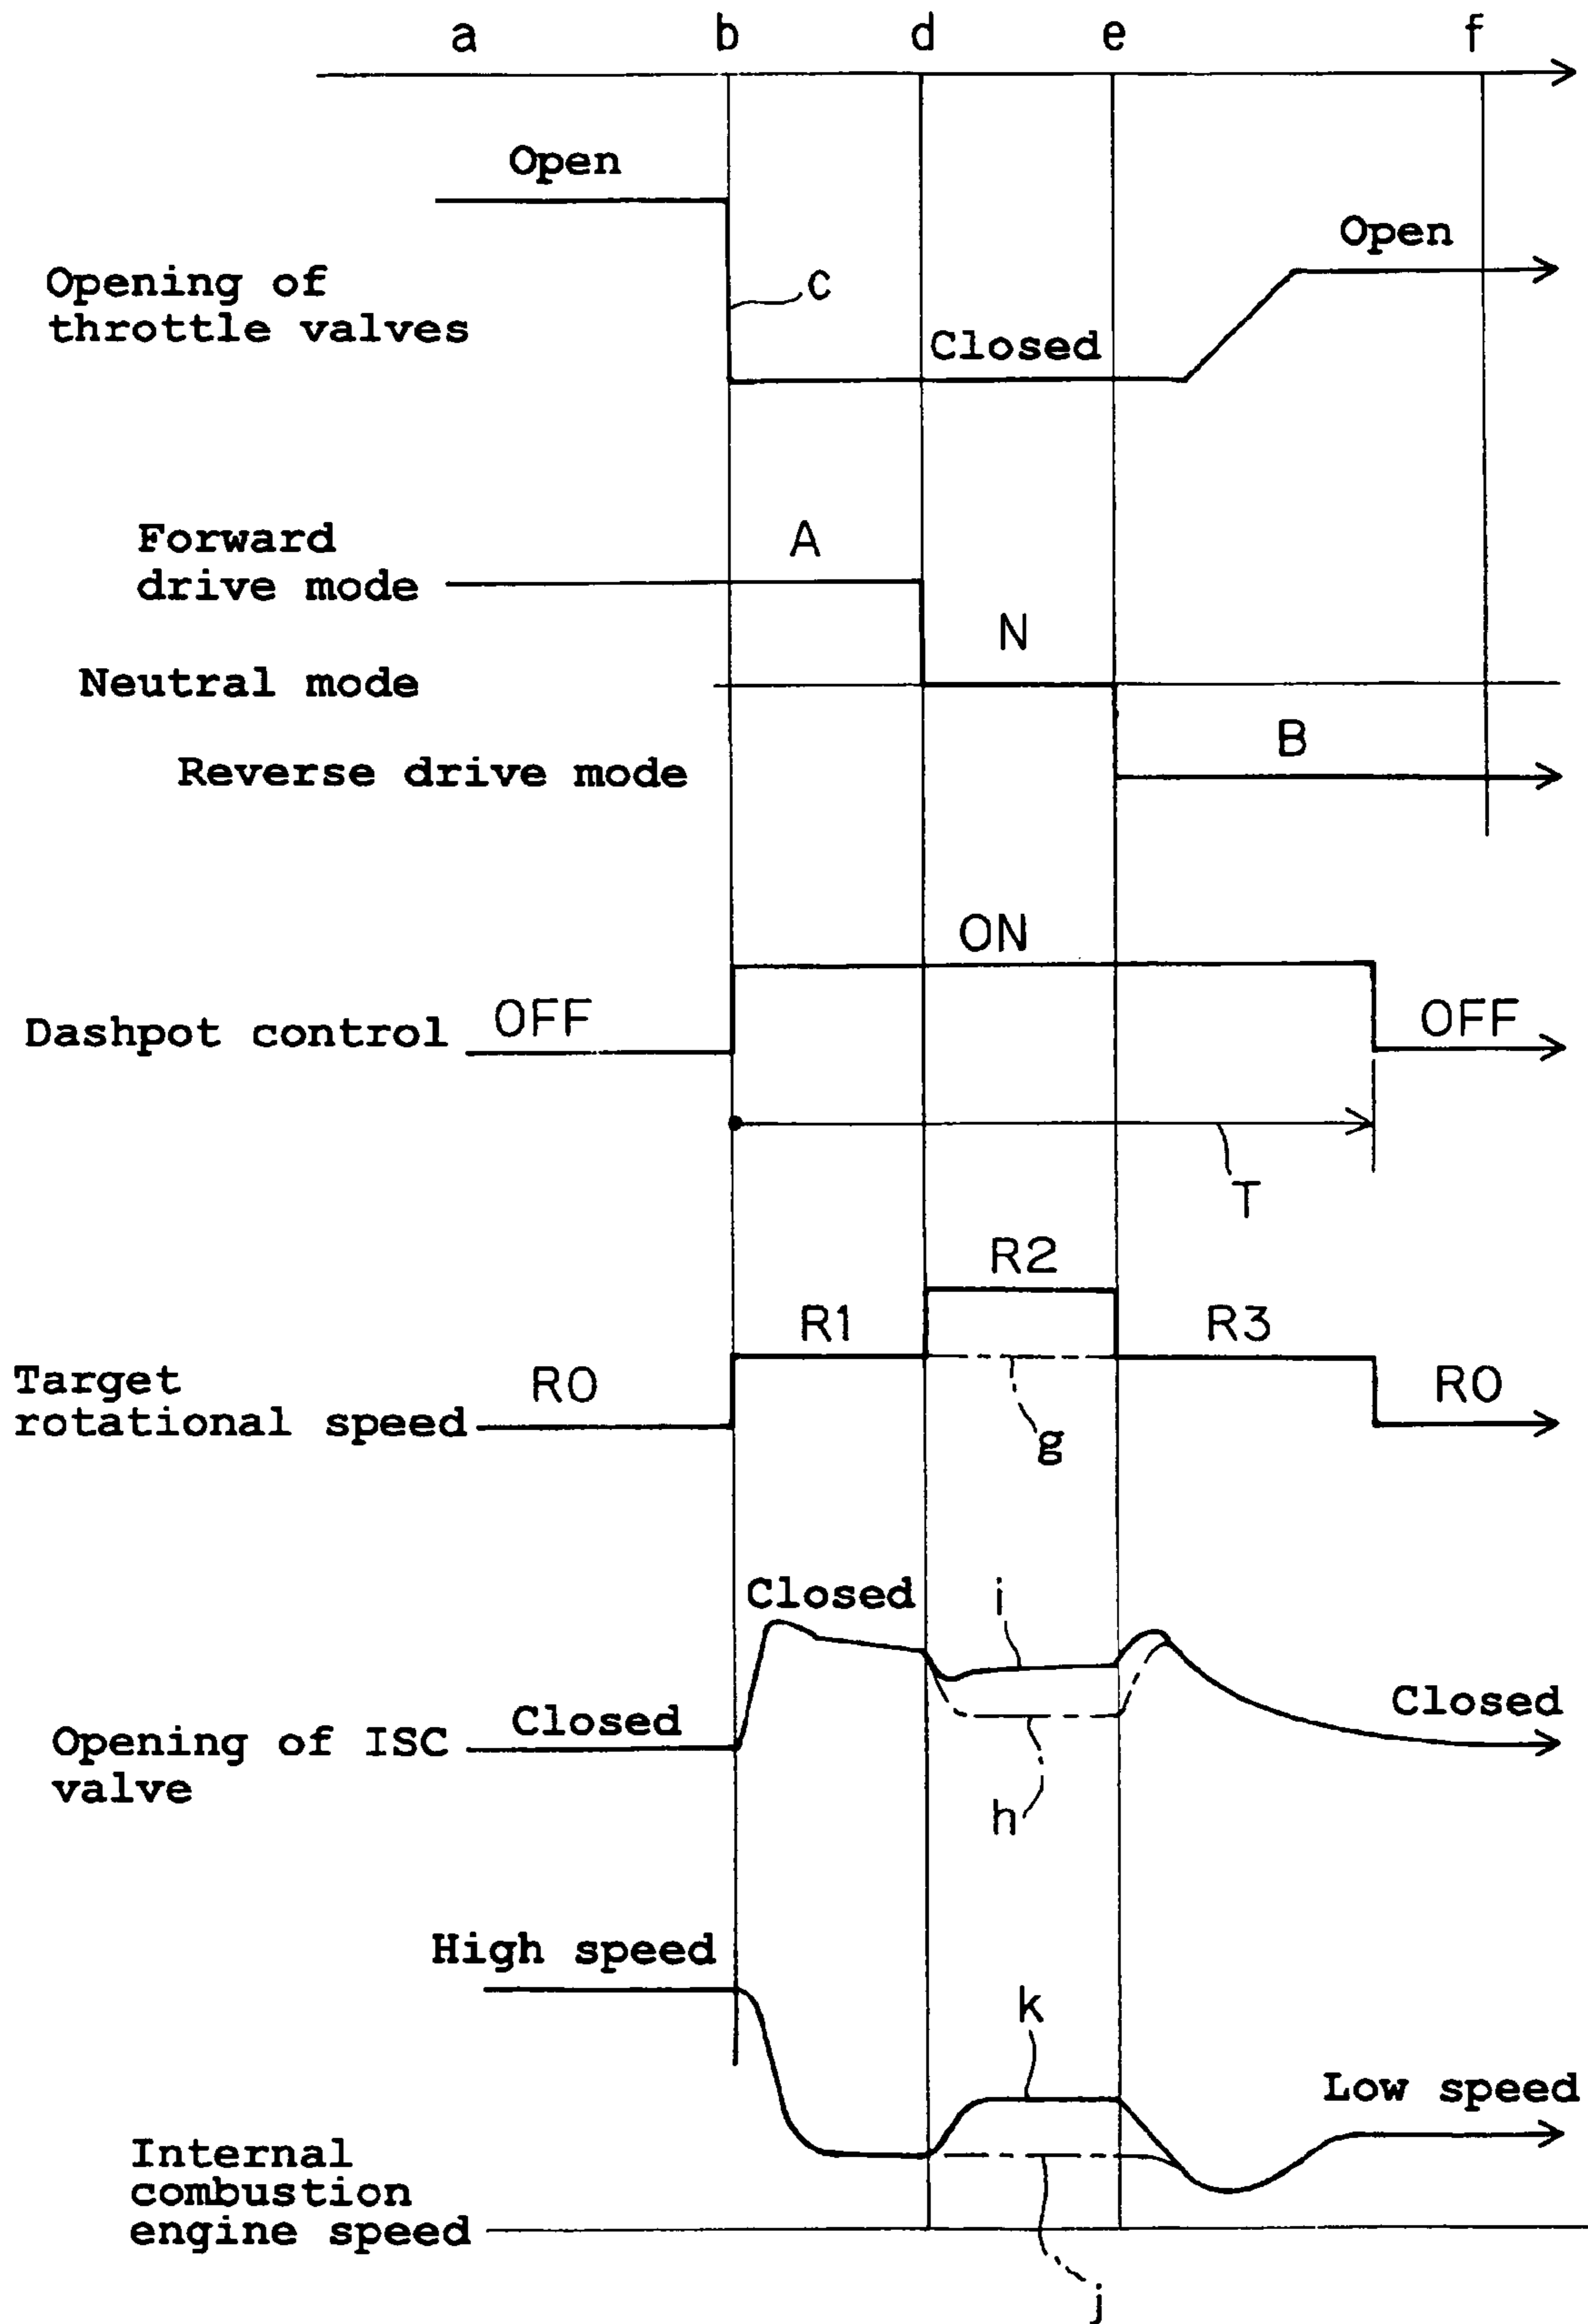 a b d e f
Open
Open
Opening of
throttle valves
C
Closed
Forward
drive mode
A
N
Neutral mode
B
Reverse drive mode
ON
Dashpot control
OFF
OFF
T
R2
R1
R3
Target
rotational speed
R0
R0
g
Closed
i
Closed
Closed
Opening of ISC
valve
h
High speed
k
Low speed
Internal
combustion
engine speed
j